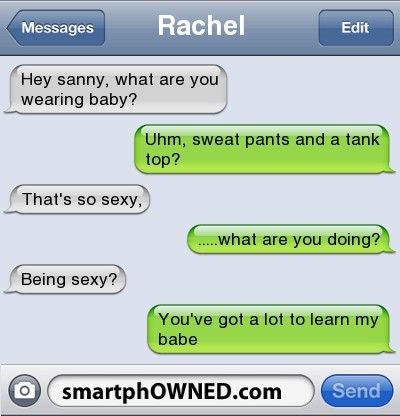 Messages
Rachel
Edit
Hey sanny, what are you
wearing baby?
Uhm, sweat pants and a tank
top?
That's so sexy,
.....what are you doing?
Being sexy?
You've got a lot to learn my
babe
smartphOWNED.com
Send